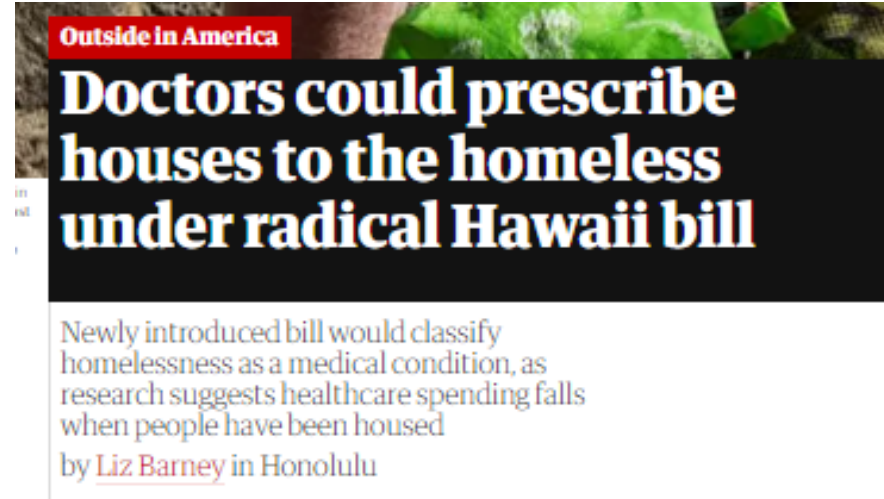 Outside in America
Doctors could prescribe
houses to the homeless
under radical Hawaii bill
in
Newly introduced bill would classify
homelessness as a medical condition, as
research suggests healthcare spending falls
when people have been housed
by Liz Barney in Honolulu